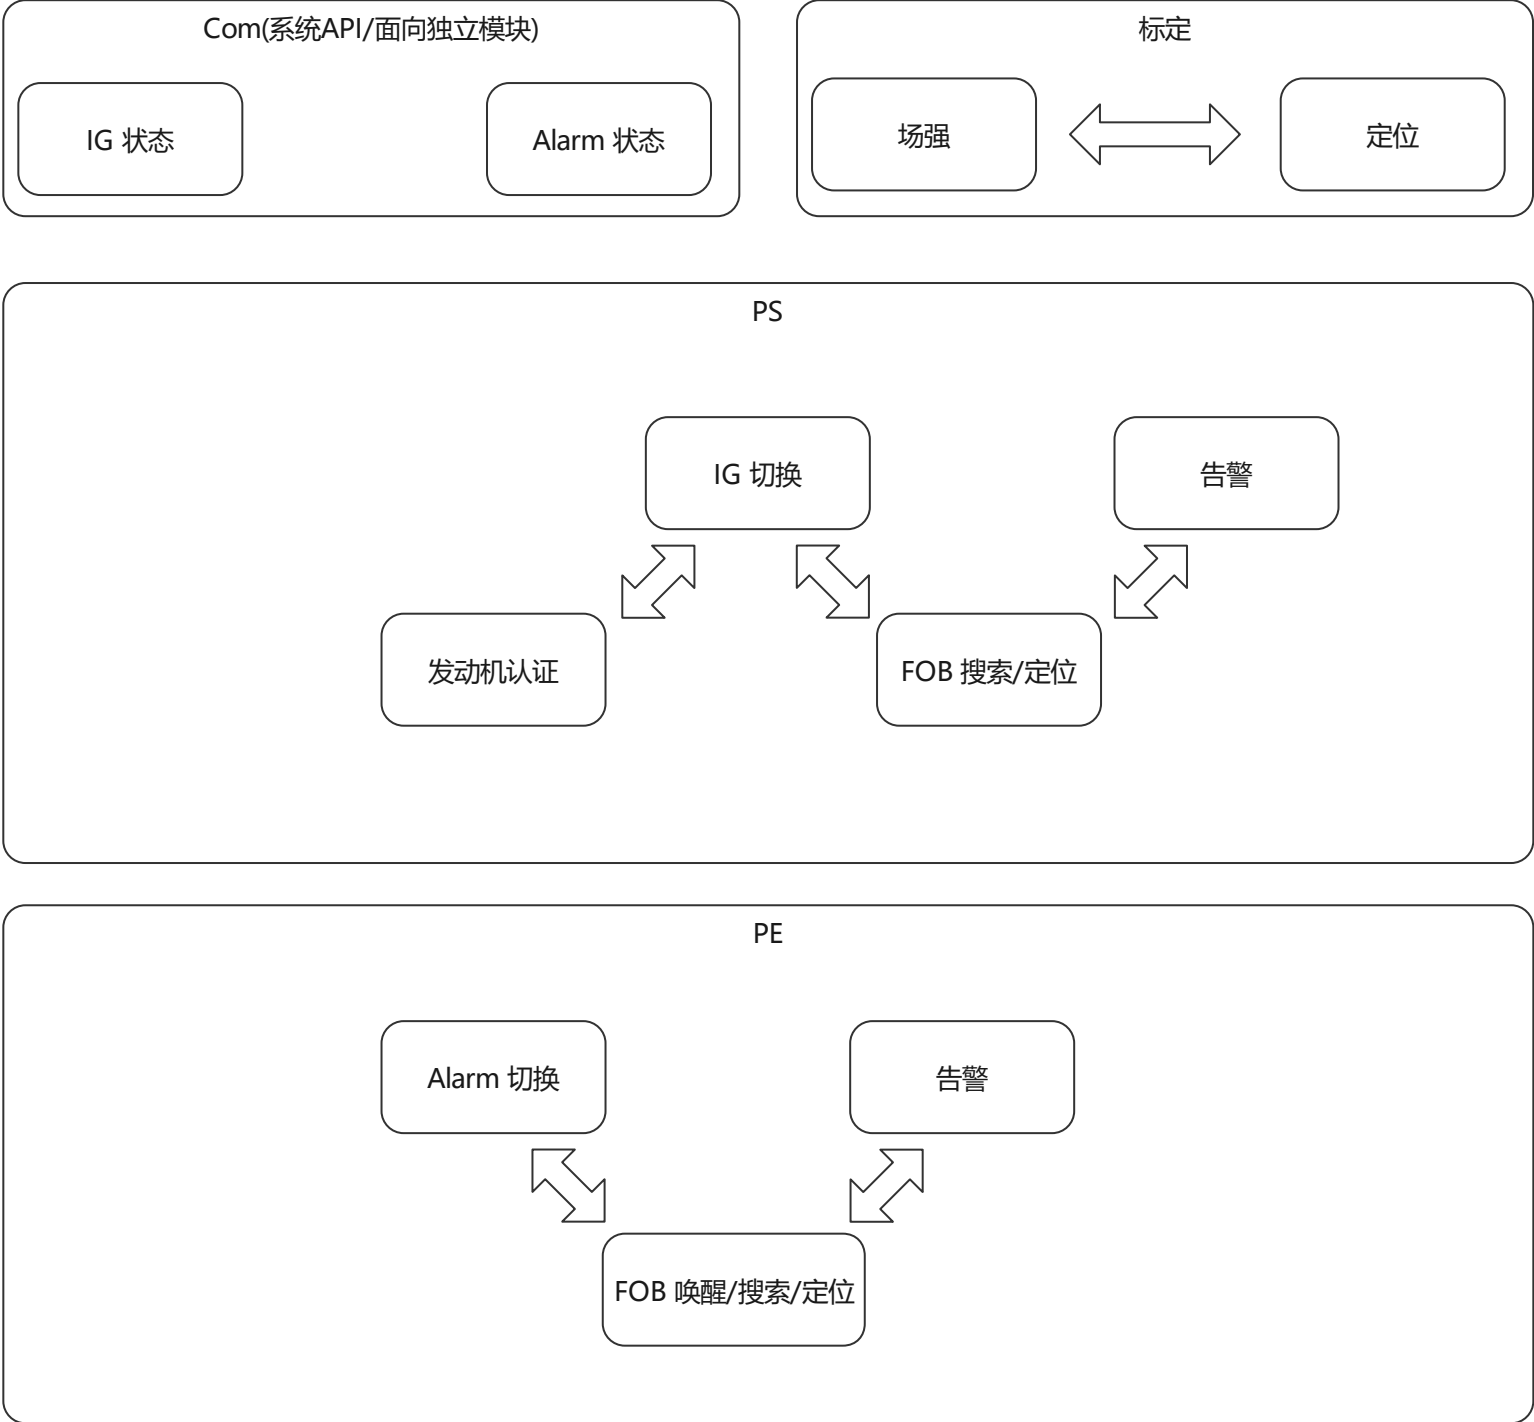 Com(系统API/面向独立模块)
IG 状态
Alarm 状态
标定
场强
定位
PS
IG 切换
告警
发动机认证
FOB 搜索/定位
PE
Alarm 切换
告警
FOB 唤醒/搜索/定位